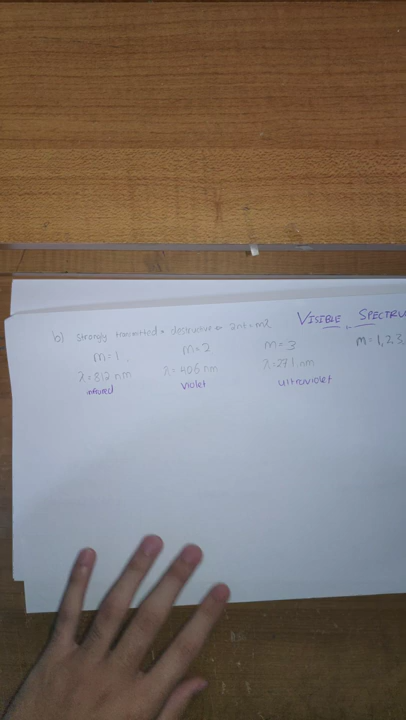 VISIBLE SPECTRU
b) strongly transmitted destructive 2nt = mλ
m = 1, 2, 3,
m=1 m=2 m=3
λ=812 nm λ=406 nm λ=271 nm
infrared violet ultraviolet